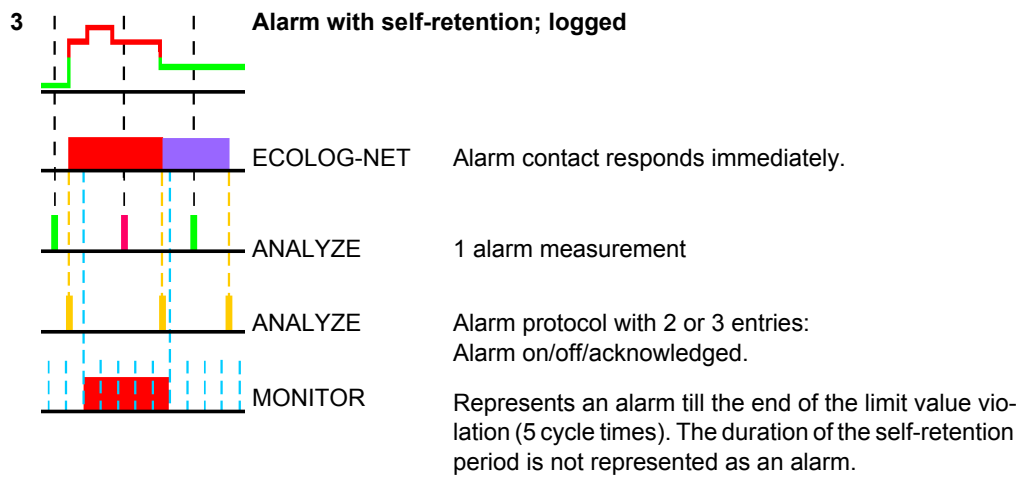 3 Alarm with self-retention; logged
ECOLOG-NET Alarm contact responds immediately.
ANALYZE 1 alarm measurement
ANALYZE Alarm protocol with 2 or 3 entries:
Alarm on/off/acknowledged.
MONITOR
Represents an alarm till the end of the limit value vio-
lation (5 cycle times). The duration of the self-retention
period is not represented as an alarm.